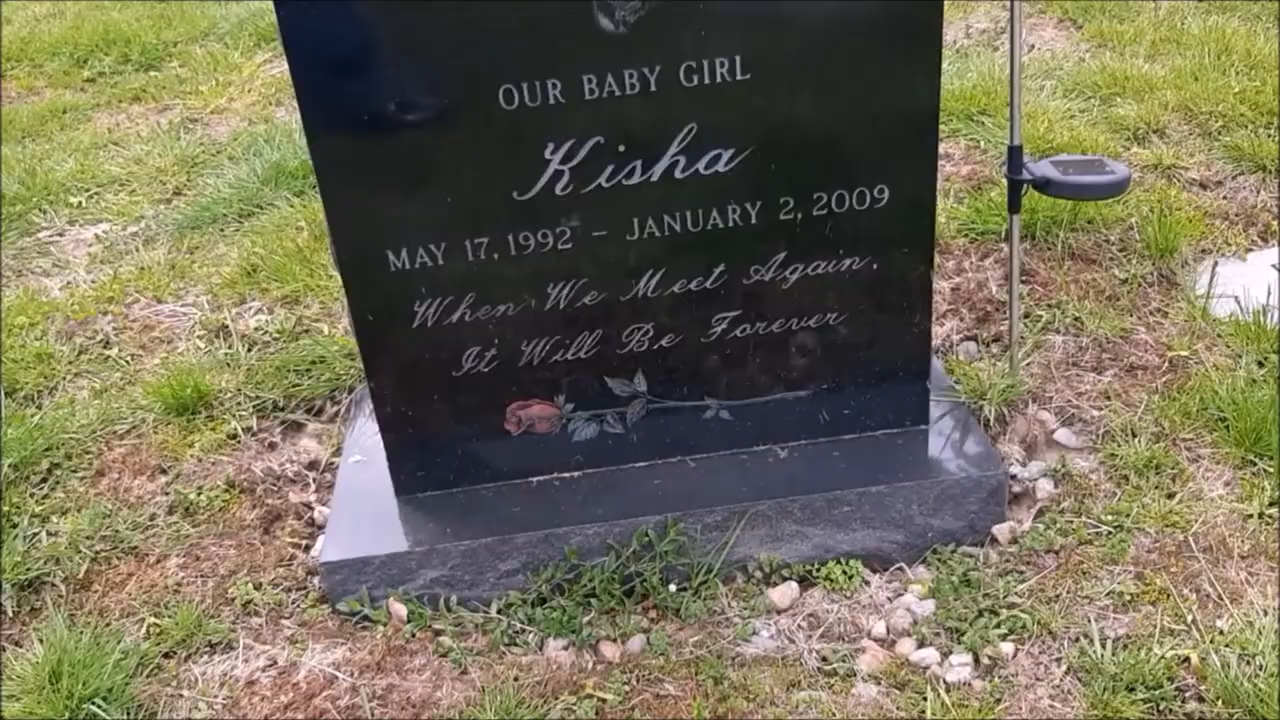 OUR BABY GIRL
Kisha
MAY 17, 1992 – JANUARY 2, 2009
When We Meet Again,
It Will Be Forever